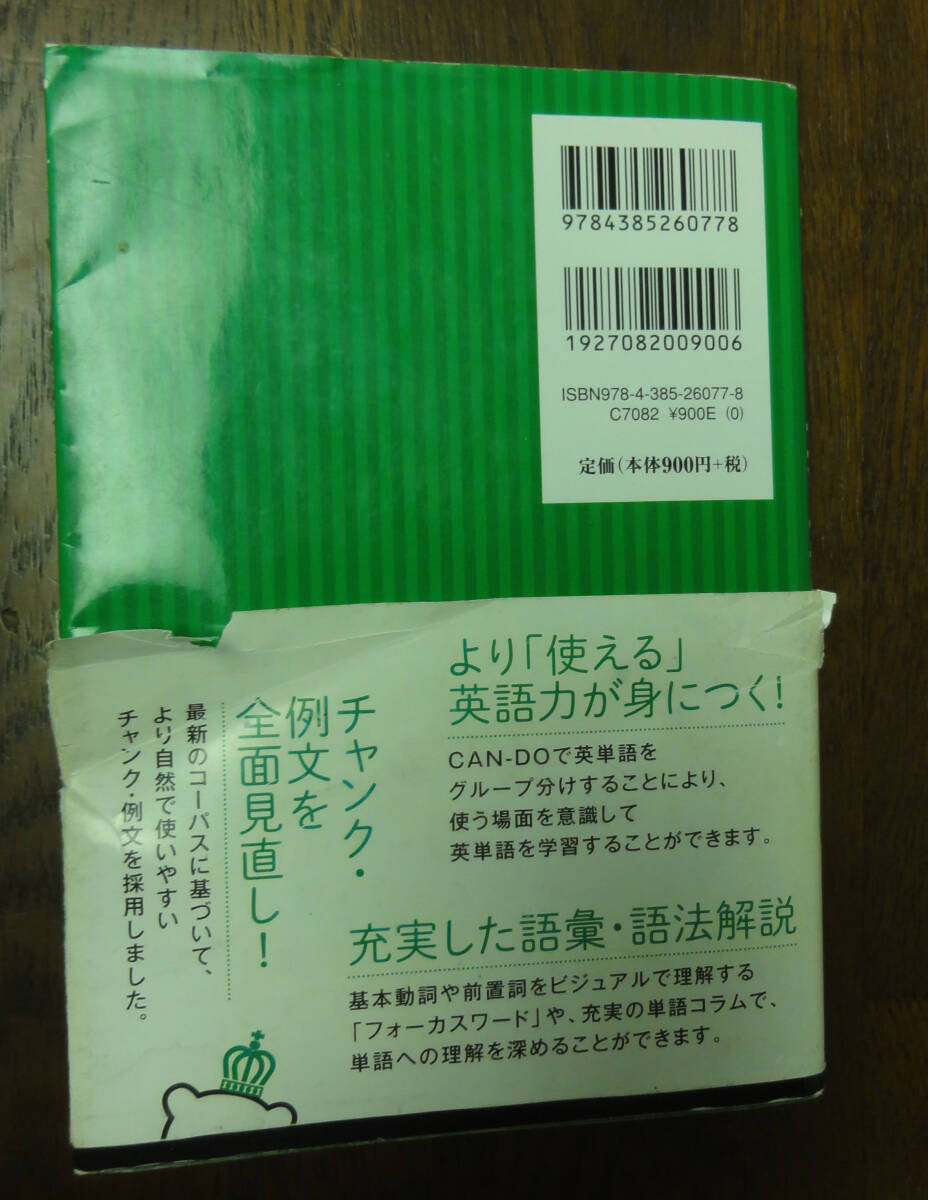 9784385260778
1927082009006
ISBN978-4-385-26077-8
C7082 ¥900E (0)
定価(本体900円+税)
より「使える」
英語力が身につく!
CAN-DOで英単語を
グループ分けすることにより、
使う場面を意識して
英単語を学習することができます。
チャンク・
例文を
全面見直し!
最新のコーパスに基づいて、
より自然で使いやすい
チャンク・例文を採用しました。
充実した語彙・語法解説
基本動詞や前置詞をビジュアルで理解する
「フォーカスワード」や、充実の単語コラムで、
単語への理解を深めることができます。